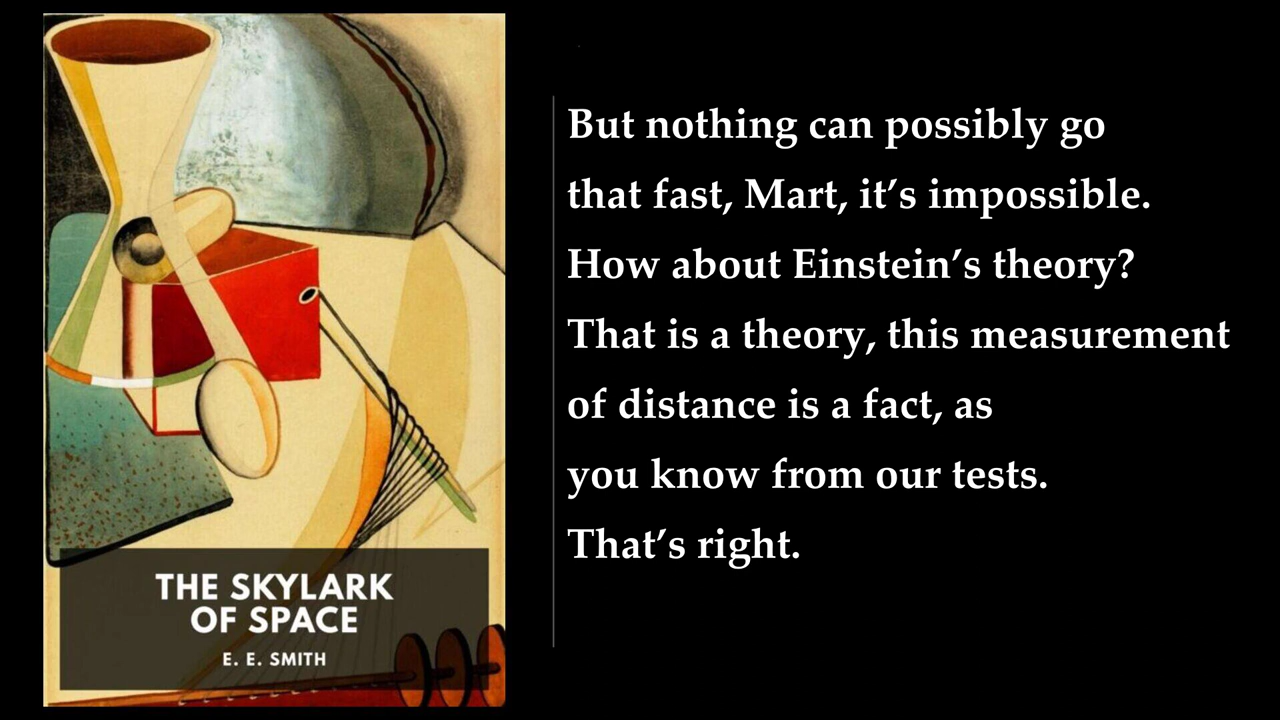 THE SKYLARK
OF SPACE
E. E. SMITH
But nothing can possibly go
that fast, Mart, it’s impossible.
How about Einstein’s theory?
That is a theory, this measurement
of distance is a fact, as
you know from our tests.
That’s right.